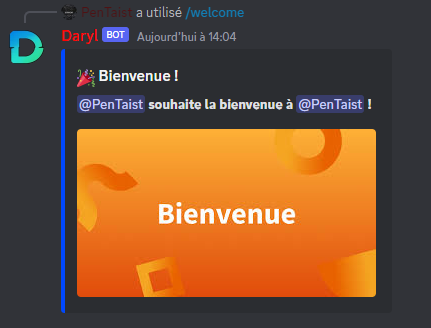 PenTaist a utilisé /welcome
Daryl BOT Aujourd'hui à 14:04
Bienvenue !
@PenTaist souhaite la bienvenue à @PenTaist !
Bienvenue